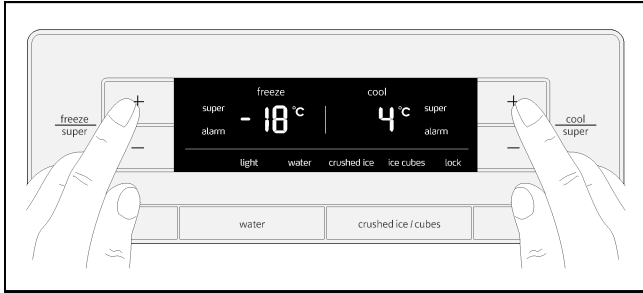 freeze cool
super super
-18 °C 4 °C
alarm alarm
light water crushed ice ice cubes lock
+ +
freeze
super
cool
super
− −
water crushed ice / cubes